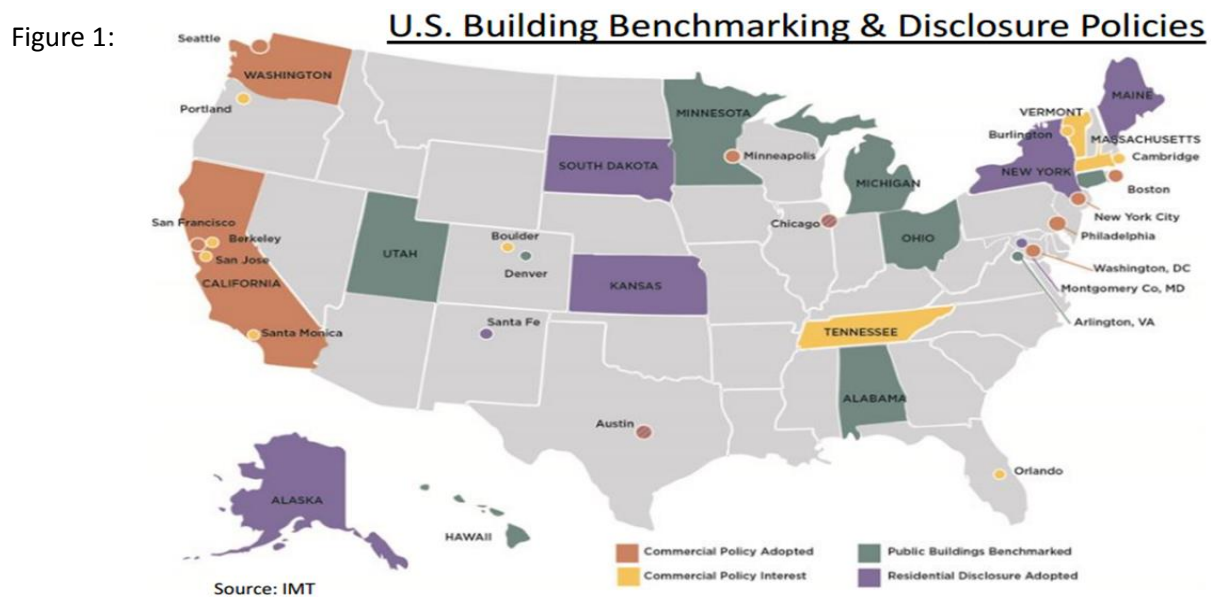 U.S. Building Benchmarking & Disclosure Policies
Figure 1:
Seattle
WASHINGTON
Portland
MINNESOTA
Minneapolis
SOUTH DAKOTA
MAINE
VERMONT
Burlington
MASSACHUSETTS
Cambridge
NEW YORK
Boston
MICHIGAN
New York City
Philadelphia
San Francisco
Berkeley
San Jose
CALIFORNIA
Santa Monica
UTAH
Boulder
Denver
Chicago
OHIO
Washington, DC
Montgomery Co, MD
Arlington, VA
KANSAS
Santa Fe
TENNESSEE
ALABAMA
Austin
Orlando
ALASKA
HAWAII
Commercial Policy Adopted
Commercial Policy Interest
Public Buildings Benchmarked
Residential Disclosure Adopted
Source: IMT